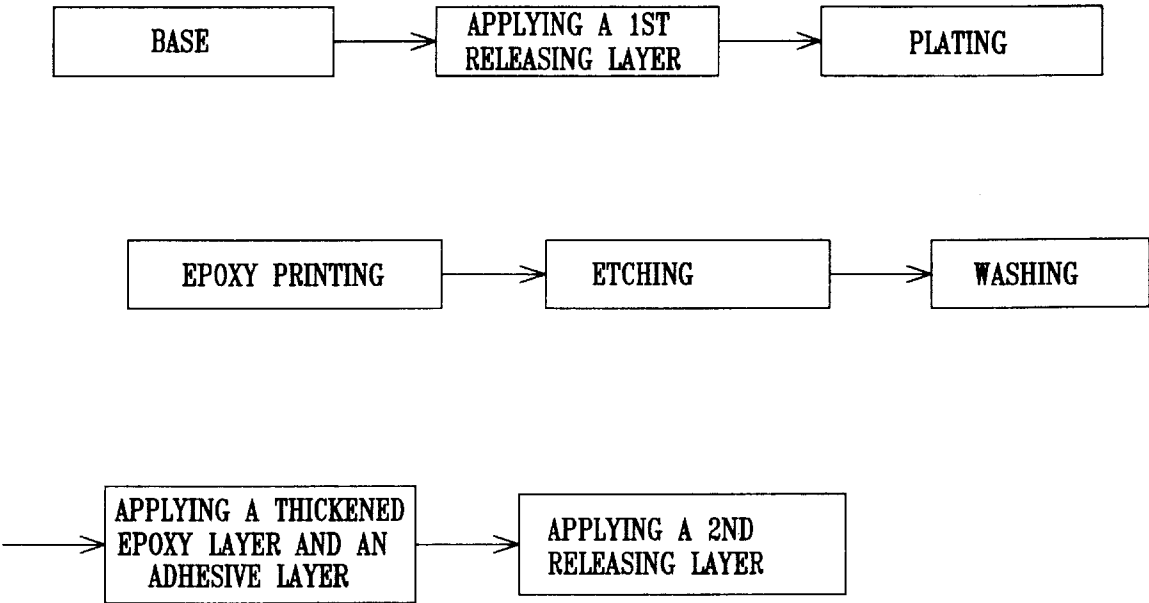 BASE
APPLYING A 1ST
RELEASING LAYER
PLATING
EPOXY PRINTING
ETCHING
WASHING
APPLYING A THICKENED
EPOXY LAYER AND AN
ADHESIVE LAYER
APPLYING A 2ND
RELEASING LAYER